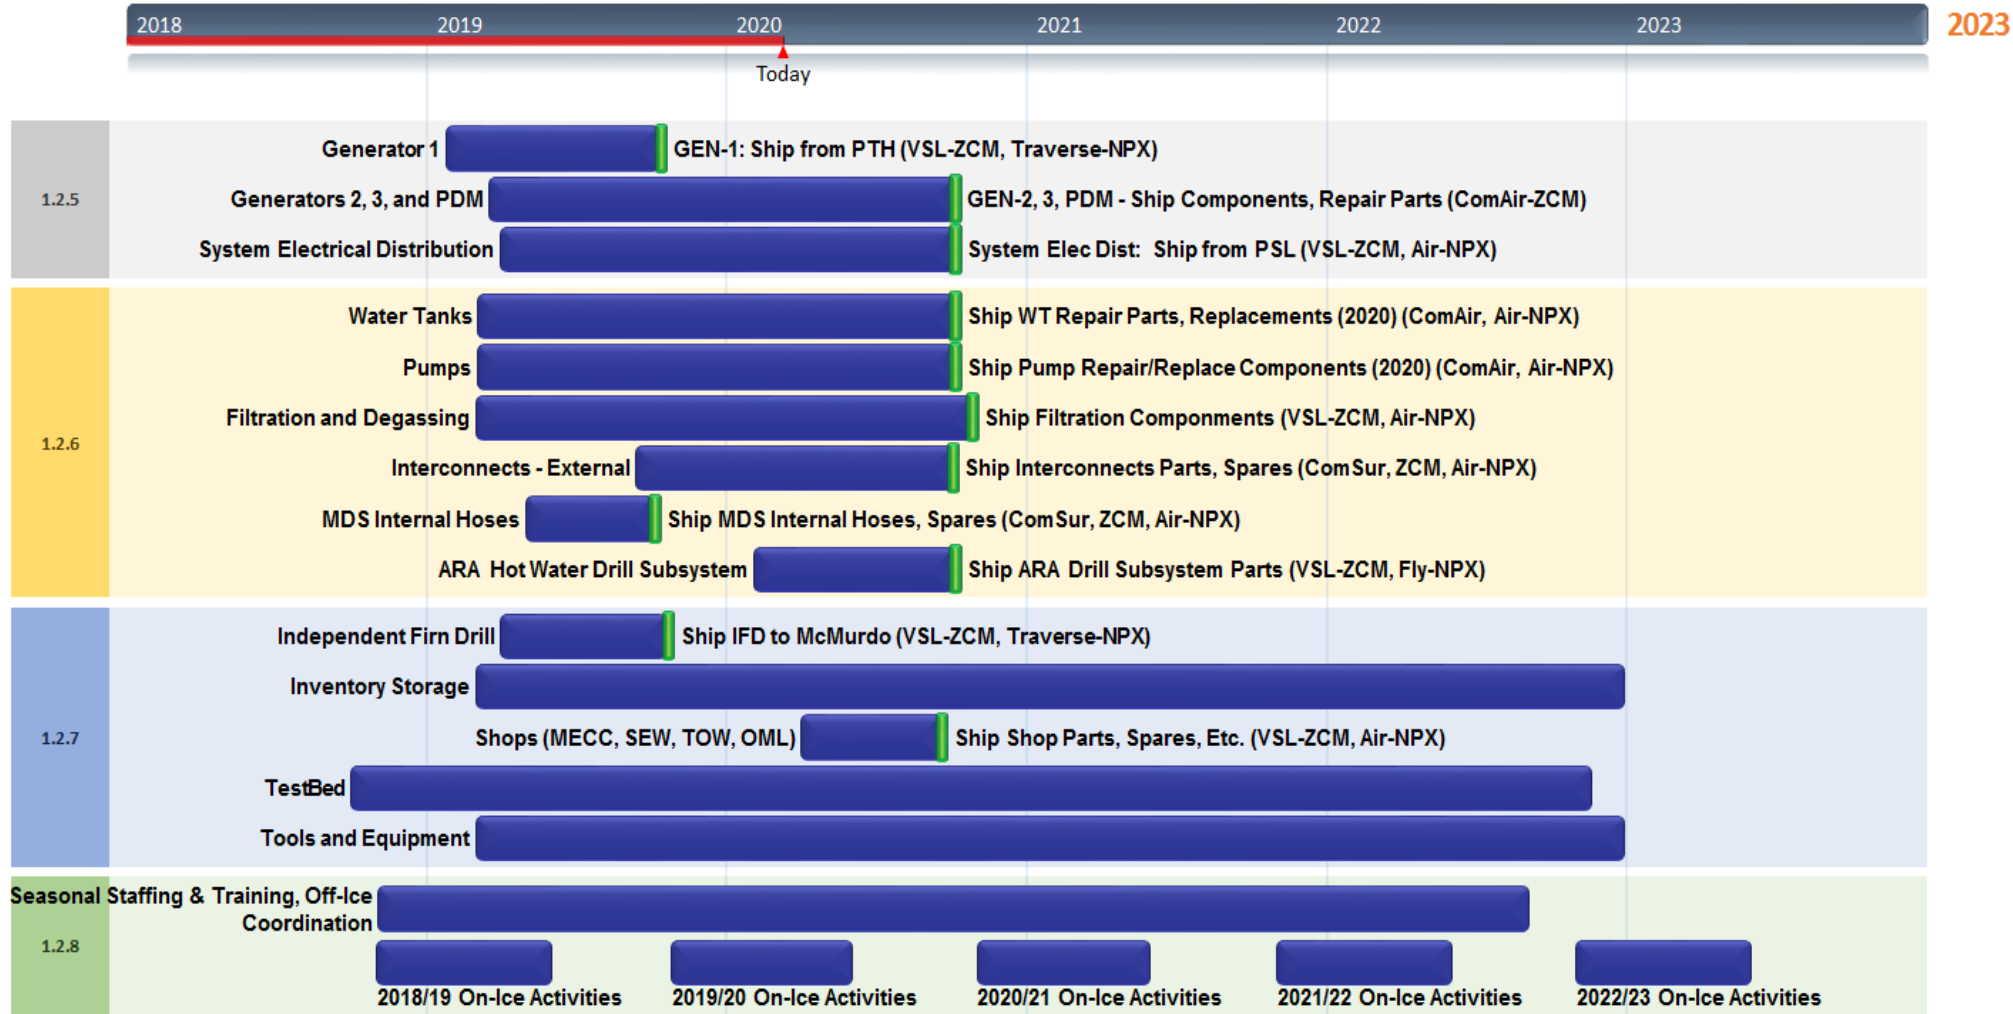 2018 2019 2020 2021 2022 2023 2023
Today
1.2.5
Generator 1 GEN-1: Ship from PTH (VSL-ZCM, Traverse-NPX)
Generators 2, 3, and PDM GEN-2, 3, PDM - Ship Components, Repair Parts (ComAir-ZCM)
System Electrical Distribution System Elec Dist: Ship from PSL (VSL-ZCM, Air-NPX)
1.2.6
Water Tanks Ship WT Repair Parts, Replacements (2020) (ComAir, Air-NPX)
Pumps Ship Pump Repair/Replace Components (2020) (ComAir, Air-NPX)
Filtration and Degassing Ship Filtration Componments (VSL-ZCM, Air-NPX)
Interconnects - External Ship Interconnects Parts, Spares (ComSur, ZCM, Air-NPX)
MDS Internal Hoses Ship MDS Internal Hoses, Spares (ComSur, ZCM, Air-NPX)
ARA Hot Water Drill Subsystem Ship ARA Drill Subsystem Parts (VSL-ZCM, Fly-NPX)
1.2.7
Independent Firn Drill Ship IFD to McMurdo (VSL-ZCM, Traverse-NPX)
Inventory Storage
Shops (MECC, SEW, TOW, OML) Ship Shop Parts, Spares, Etc. (VSL-ZCM, Air-NPX)
TestBed
Tools and Equipment
1.2.8
Seasonal Staffing & Training, Off-Ice
Coordination
2018/19 On-Ice Activities 2019/20 On-Ice Activities 2020/21 On-Ice Activities 2021/22 On-Ice Activities 2022/23 On-Ice Activities